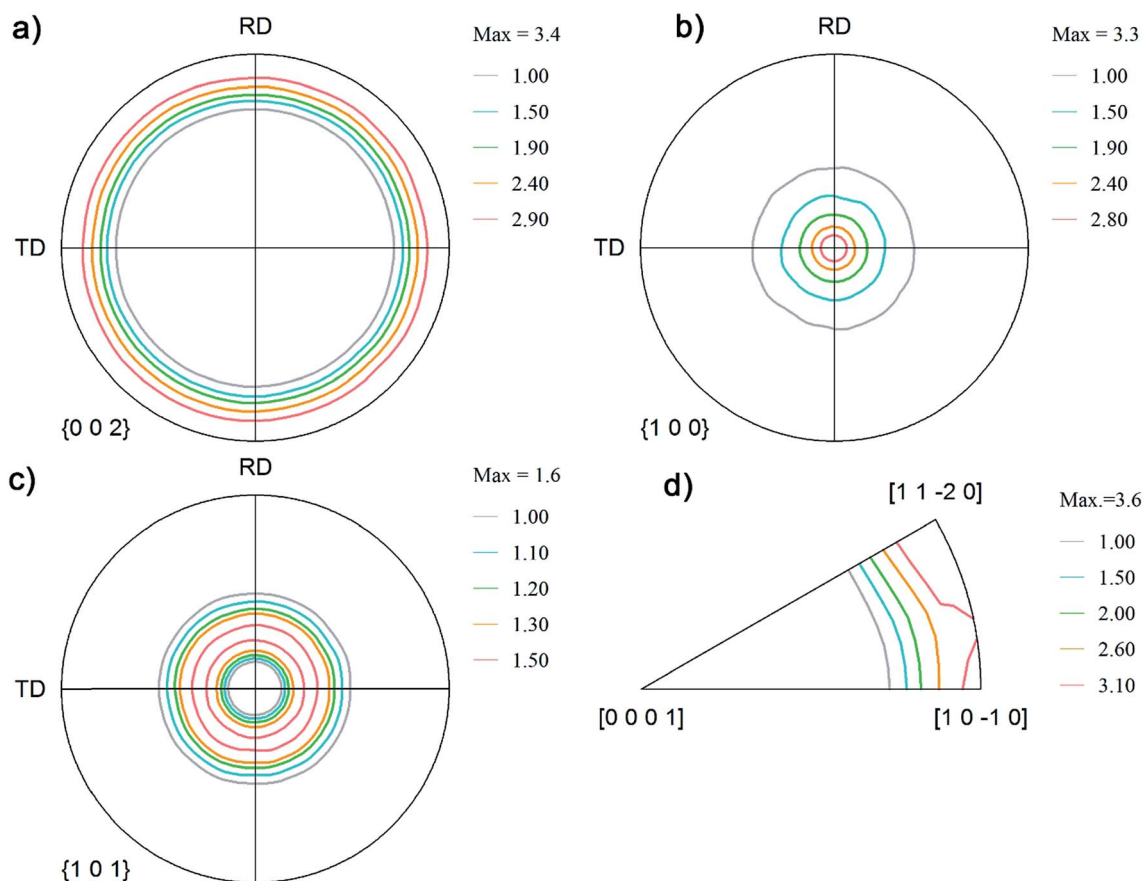 a)
RD
Max = 3.4
1.00
1.50
1.90
2.40
2.90
TD
{0 0 2}
b)
RD
Max = 3.3
1.00
1.50
1.90
2.40
2.80
TD
{1 0 0}
c)
RD
Max = 1.6
1.00
1.10
1.20
1.30
1.50
TD
{1 0 1}
d)
[1 1 -2 0]
Max.=3.6
1.00
1.50
2.00
2.60
3.10
[0 0 0 1]
[1 0 -1 0]